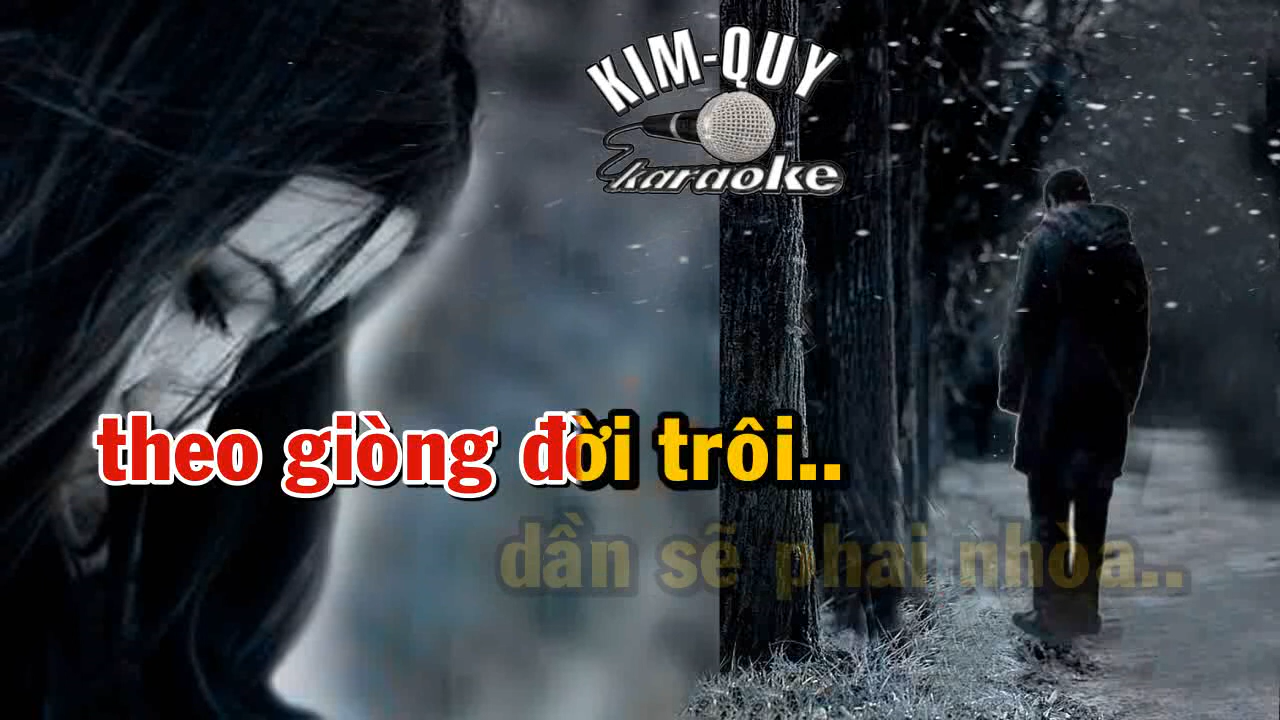 KIM-QUY
karaoke
theo giòng đời trôi..
dần sẽ phai nhòa..